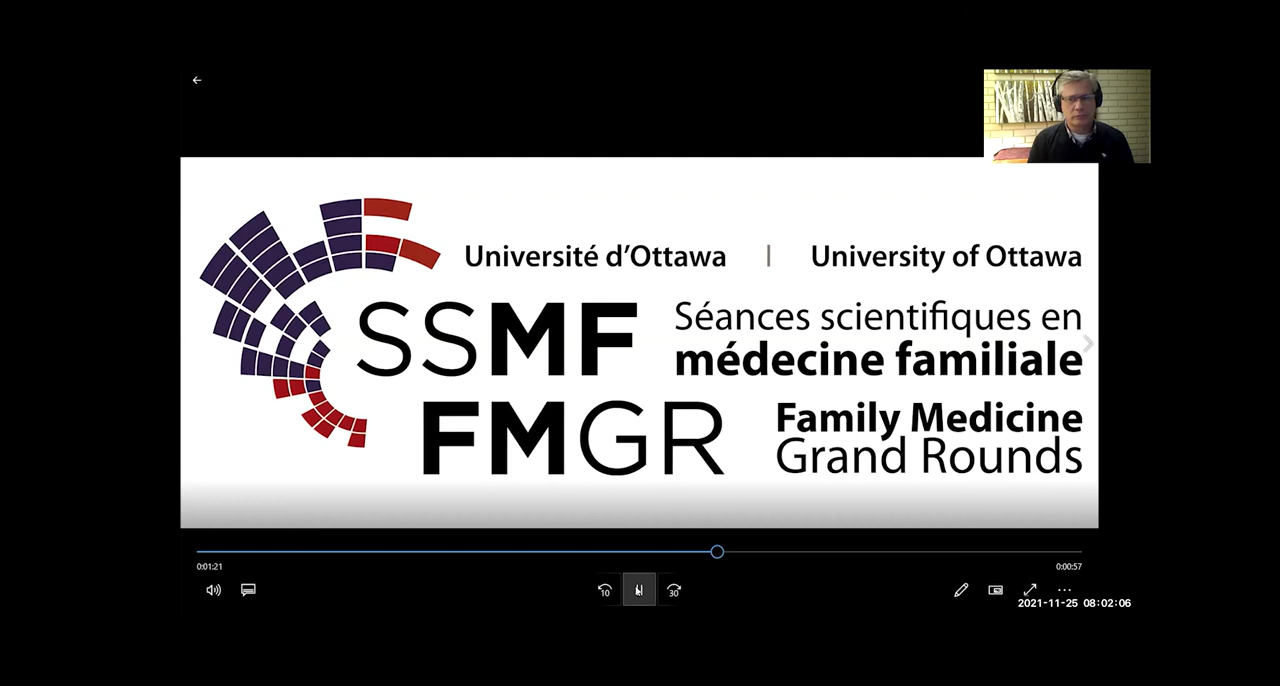 Université d’Ottawa | University of Ottawa
SSMF
Séances scientifiques en
médecine familiale
FMGR
Family Medicine
Grand Rounds
0:01:21
0:00:57
10
30
2021-11-25 08:02:06